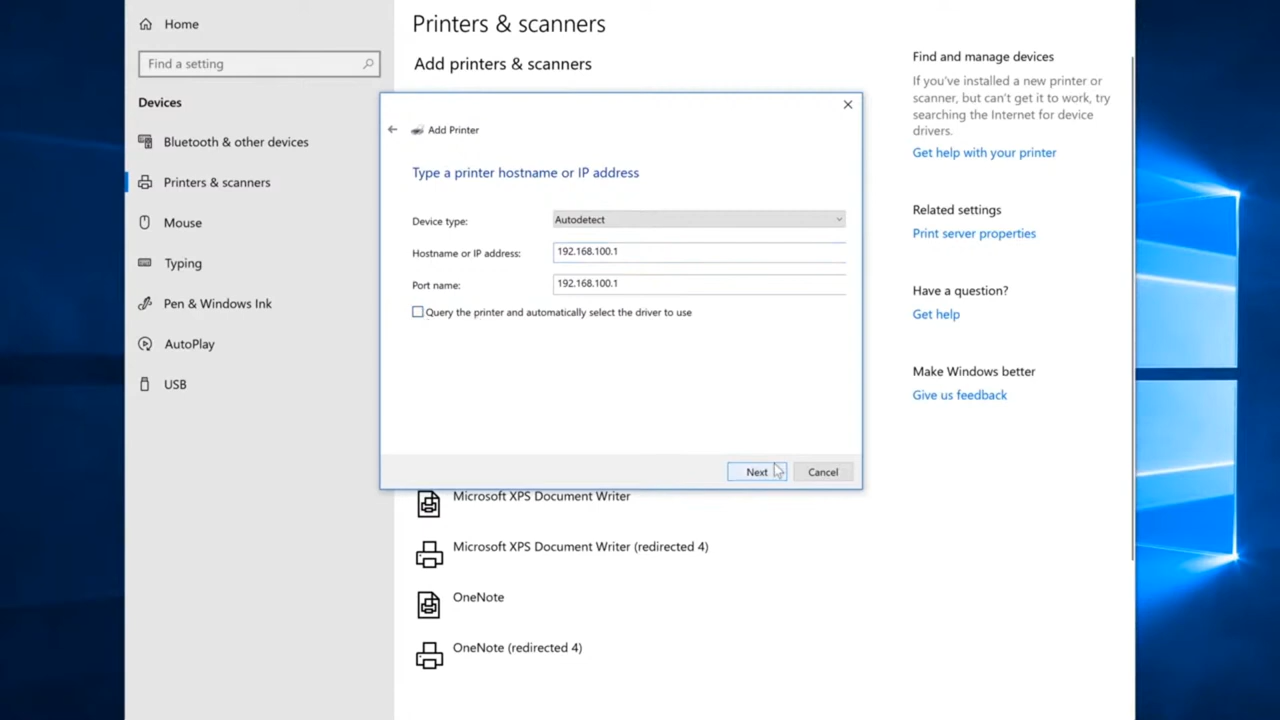 Home
Find a setting
Devices
Bluetooth & other devices
Printers & scanners
Mouse
Typing
Pen & Windows Ink
AutoPlay
USB
Printers & scanners
Add printers & scanners
Add Printer
Type a printer hostname or IP address
Device type:
Autodetect
Hostname or IP address:
192.168.100.1
Port name:
192.168.100.1
Query the printer and automatically select the driver to use
Next
Cancel
Microsoft XPS Document Writer
Microsoft XPS Document Writer (redirected 4)
OneNote
OneNote (redirected 4)
Find and manage devices
If you've installed a new printer or
scanner, but can't get it to work, try
searching the Internet for device
drivers.
Get help with your printer
Related settings
Print server properties
Have a question?
Get help
Make Windows better
Give us feedback